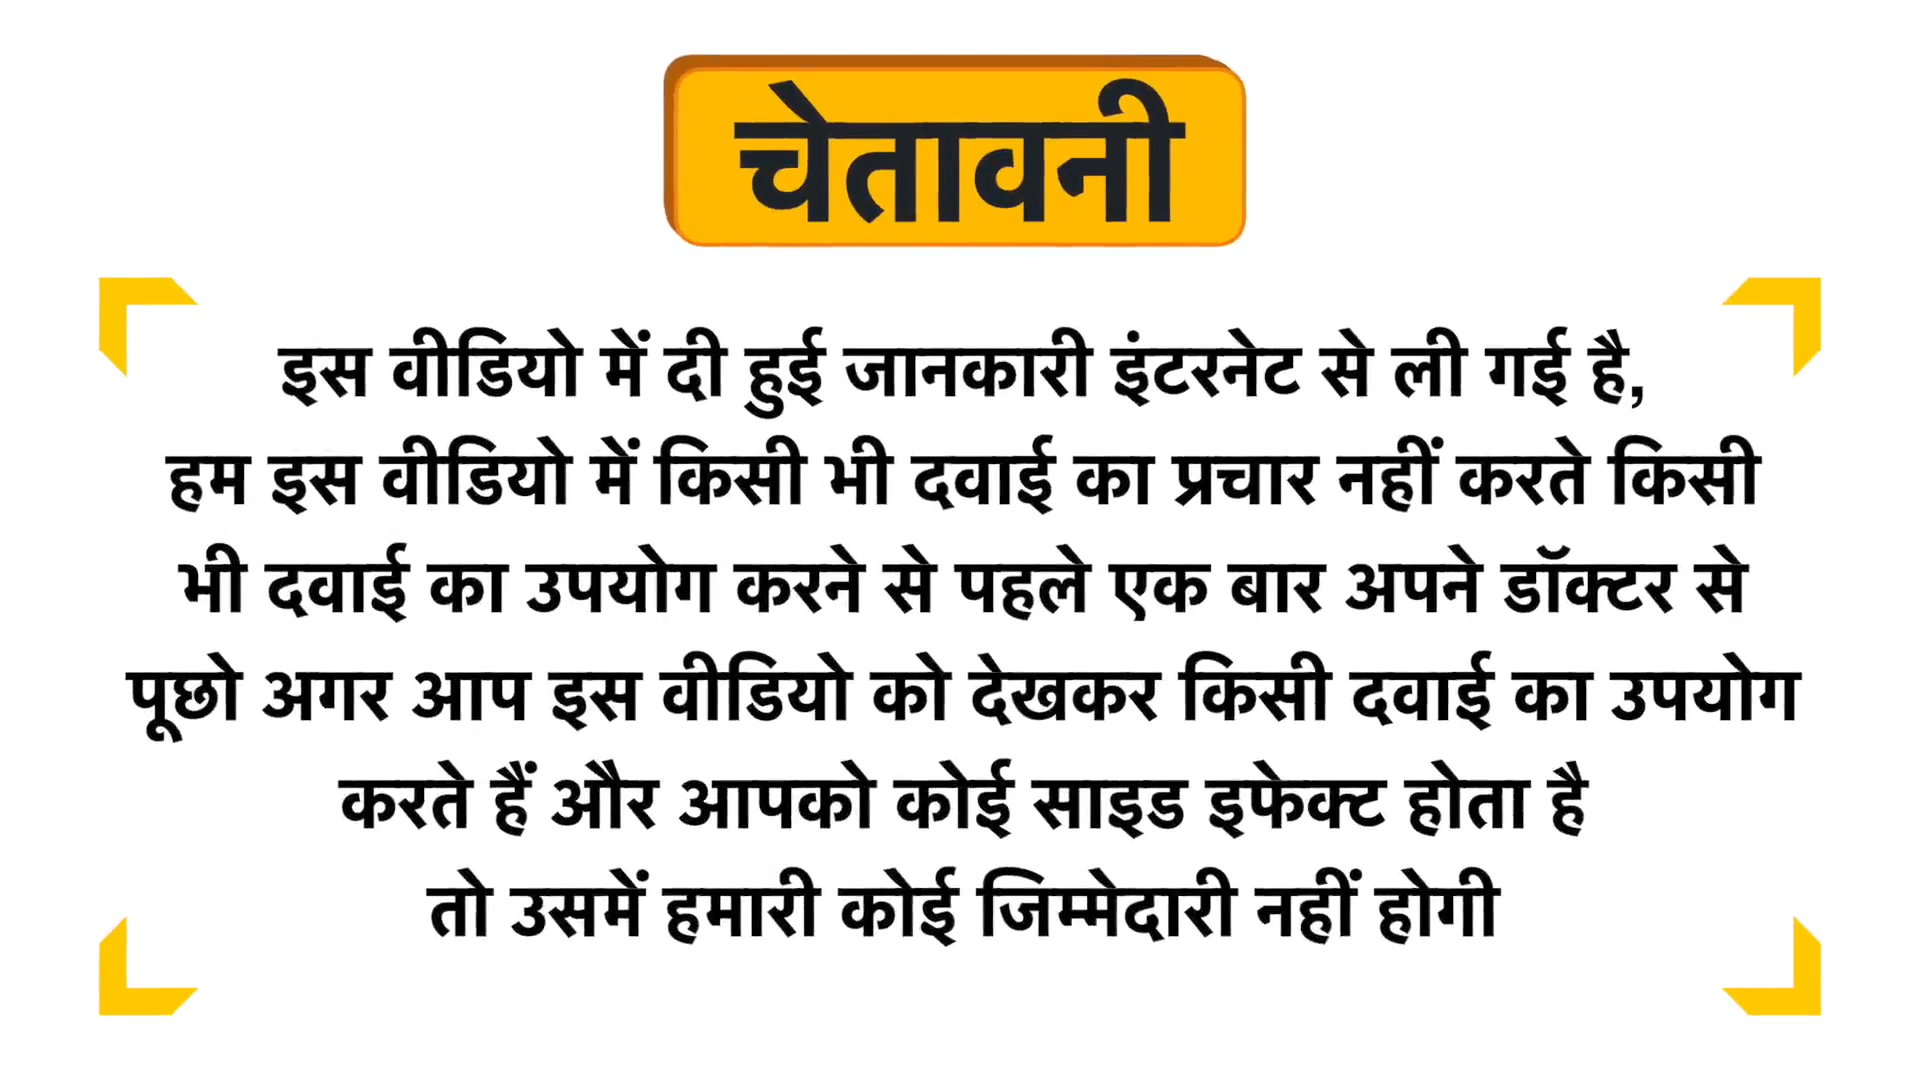 चेतावनी
इस वीडियो में दी हुई जानकारी इंटरनेट से ली गई है,
हम इस वीडियो में किसी भी दवाई का प्रचार नहीं करते किसी
भी दवाई का उपयोग करने से पहले एक बार अपने डॉक्टर से
पूछो अगर आप इस वीडियो को देखकर किसी दवाई का उपयोग
करते हैं और आपको कोई साइड इफेक्ट होता है
तो उसमें हमारी कोई जिम्मेदारी नहीं होगी